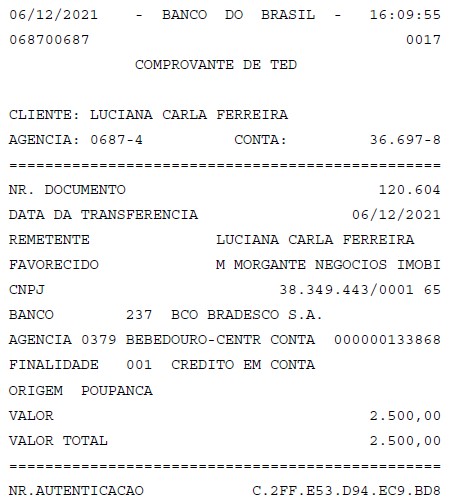 06/12/2021 - BANCO DO BRASIL - 16:09:55
068700687 0017
COMPROVANTE DE TED
CLIENTE: LUCIANA CARLA FERREIRA
AGENCIA: 0687-4 CONTA: 36.697-8
================================================
NR. DOCUMENTO 120.604
DATA DA TRANSFERENCIA 06/12/2021
REMETENTE LUCIANA CARLA FERREIRA
FAVORECIDO M MORGANTE NEGOCIOS IMOBI
CNPJ 38.349.443/0001 65
BANCO 237 BCO BRADESCO S.A.
AGENCIA 0379 BEBEDOURO-CENTR CONTA 000000133868
FINALIDADE 001 CREDITO EM CONTA
ORIGEM POUPANCA
VALOR 2.500,00
VALOR TOTAL 2.500,00
================================================
NR.AUTENTICACAO C.2FF.E53.D94.EC9.BD8